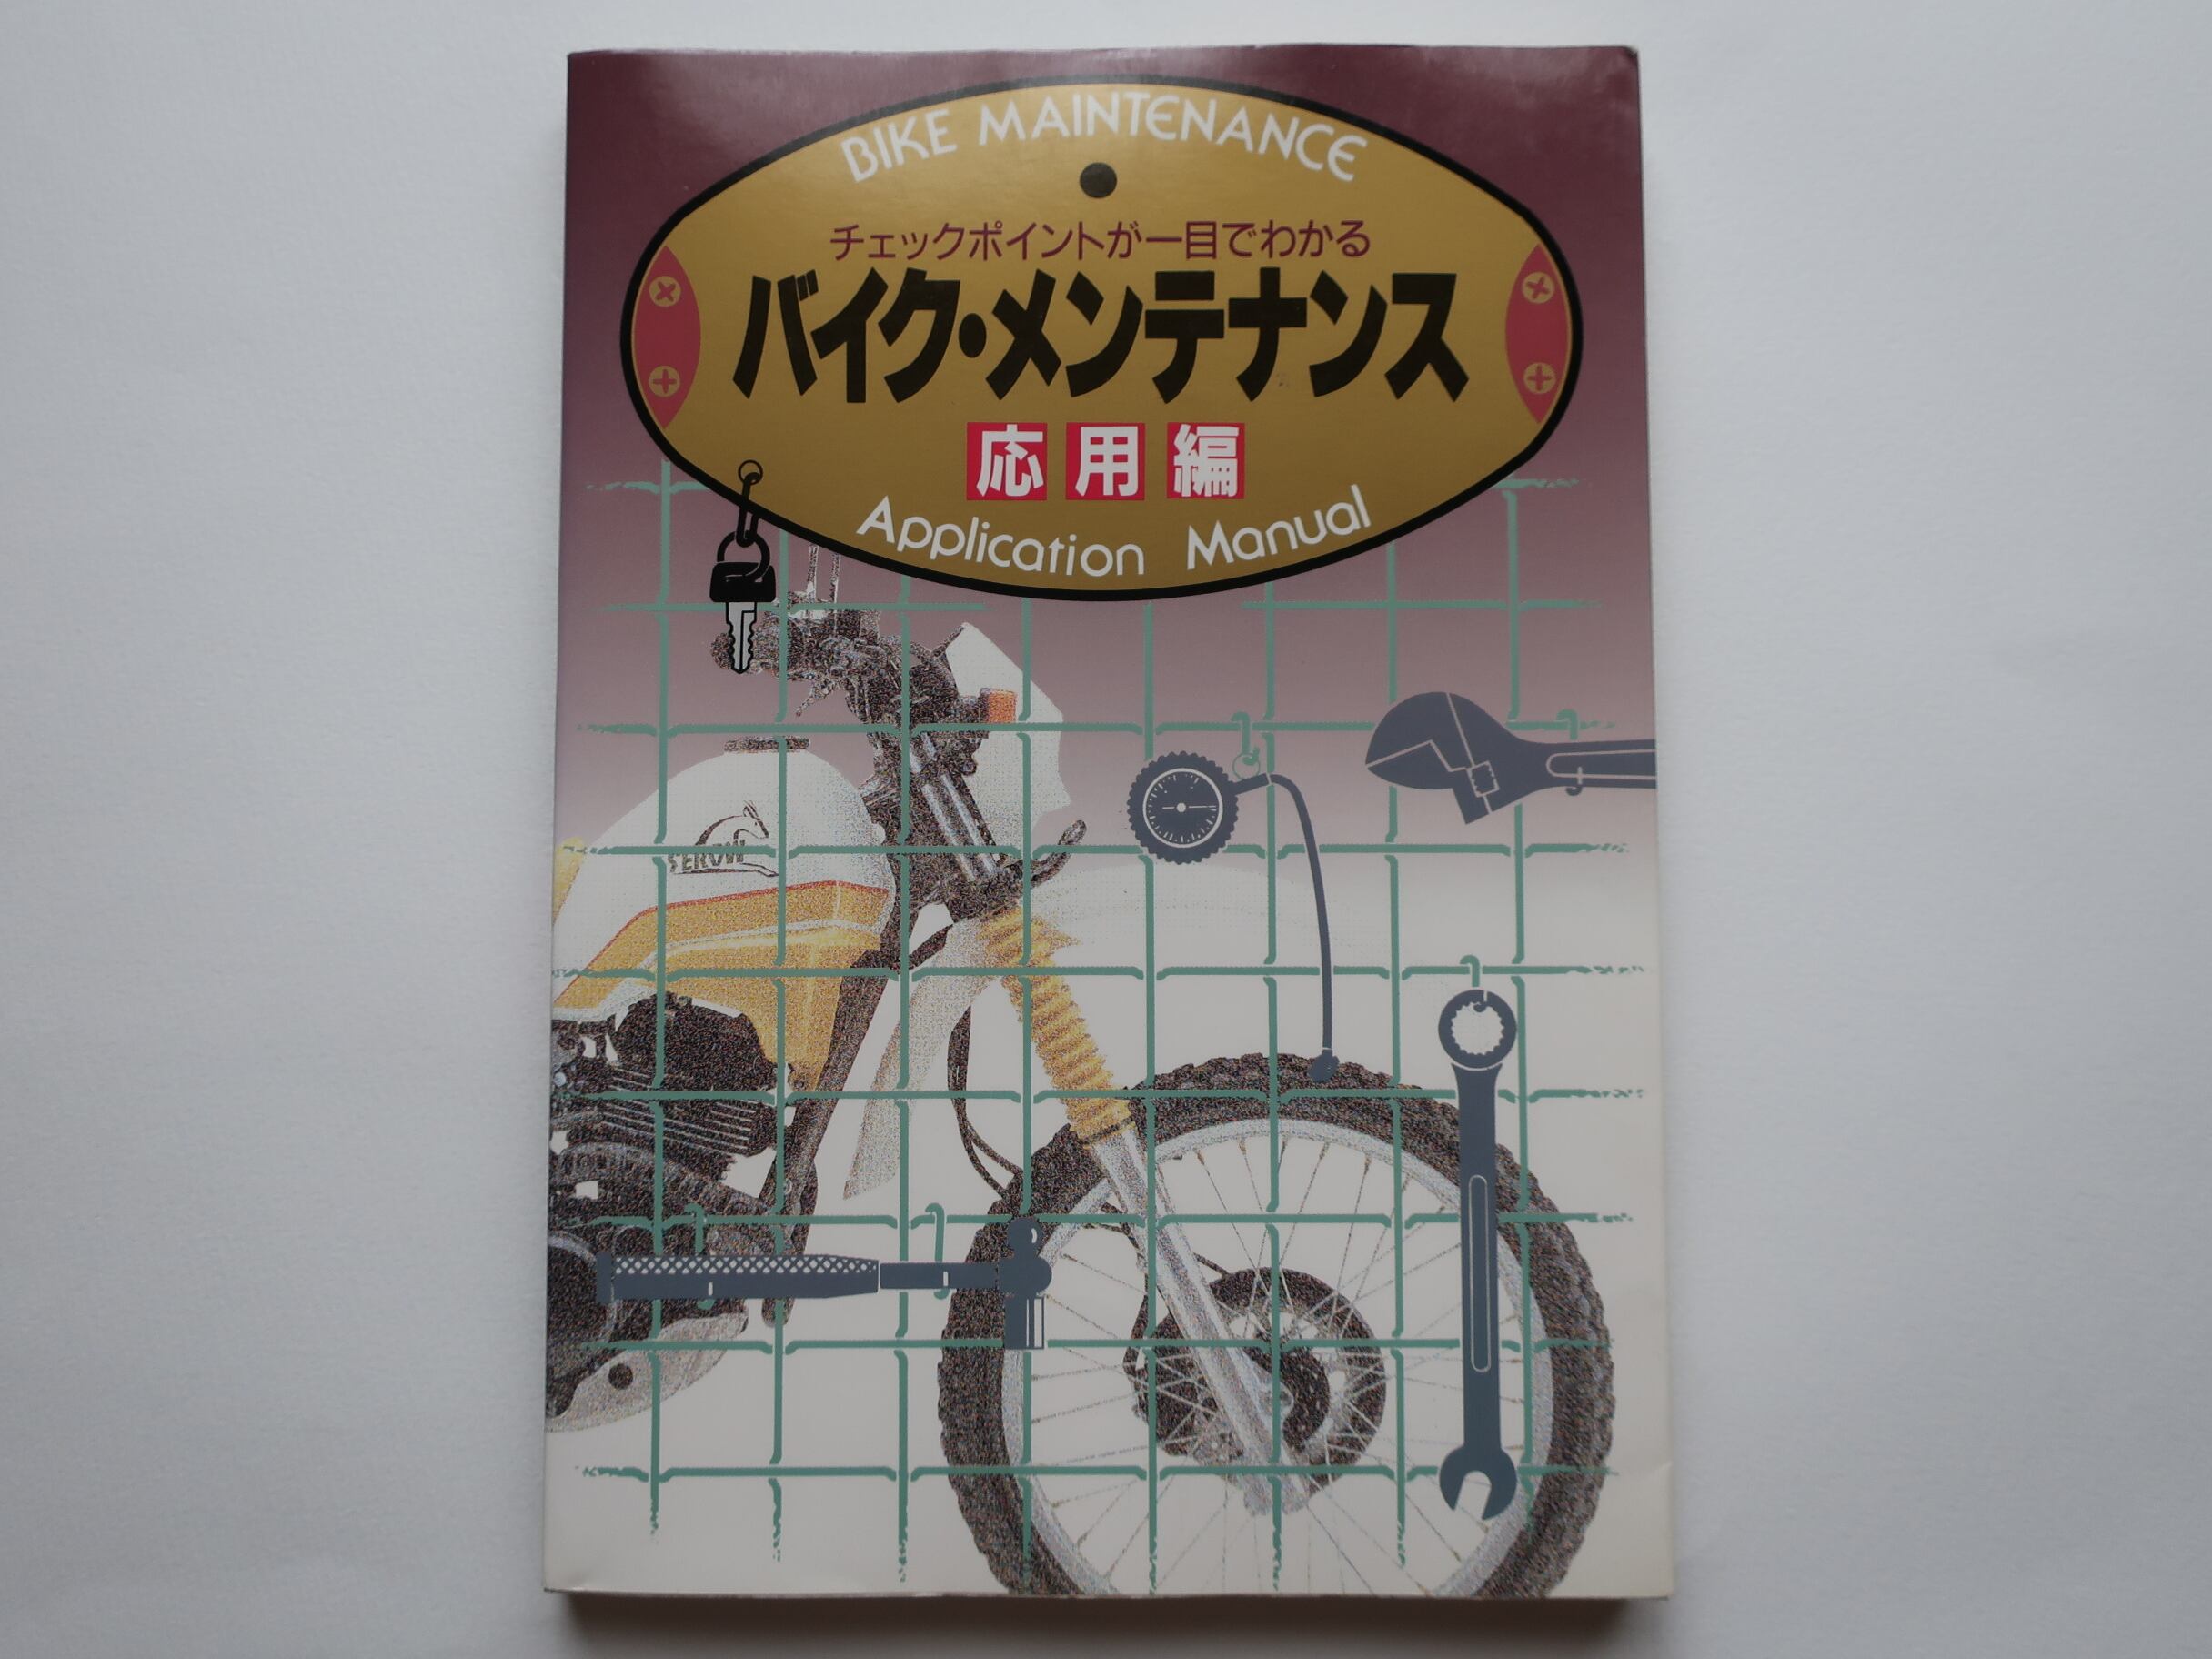 BIKE MAINTENANCE
チェックポイントが一目でわかる
バイク・メンテナンス
応用編
Application Manual
SEROW